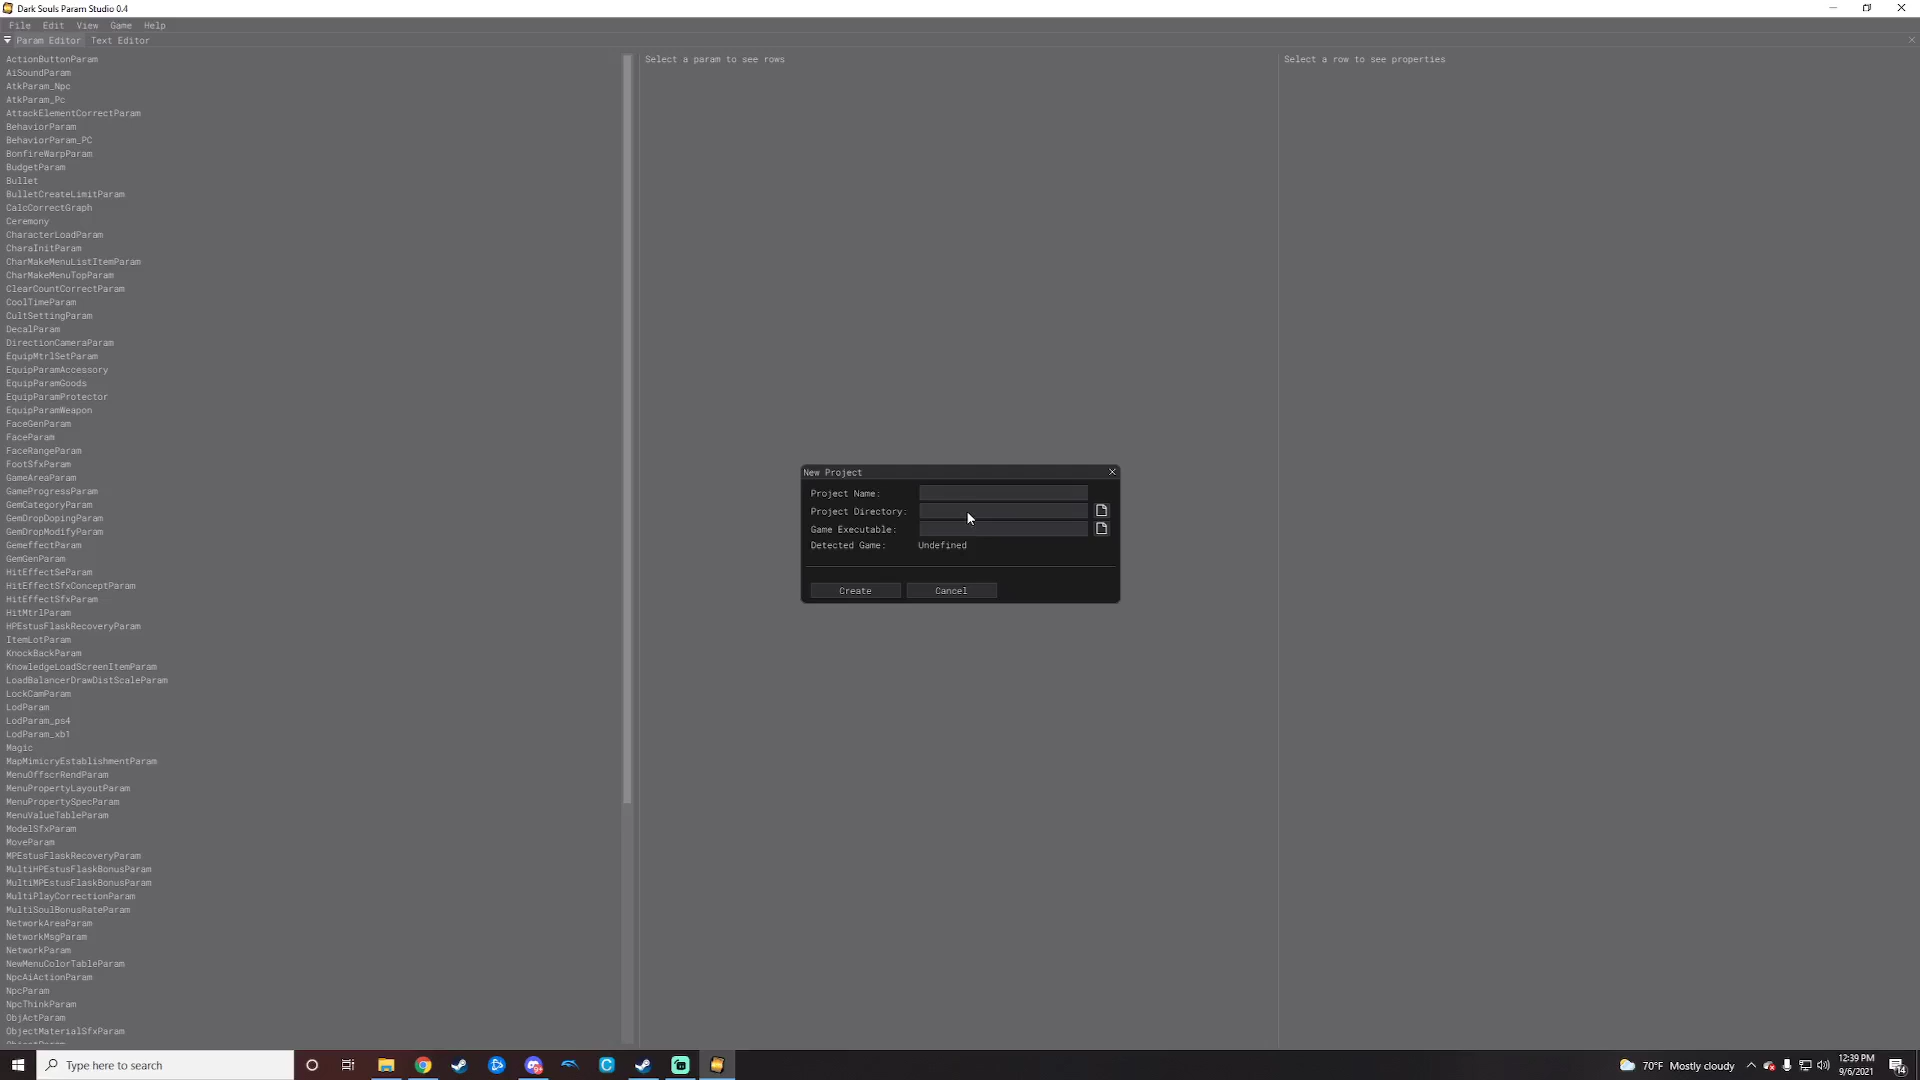 Dark Souls Param Studio 0.4
File Edit View Game Help
Param Editor Text Editor
ActionButtonParam
AiSoundParam
AtkParam_Npc
AtkParam_Pc
AttackElementCorrectParam
BehaviorParam
BehaviorParam_PC
BonfireWarpParam
BudgetParam
Bullet
BulletCreateLimitParam
CalcCorrectGraph
Ceremony
CharacterLoadParam
CharaInitParam
CharMakeMenuListItemParam
CharMakeMenuTopParam
ClearCountCorrectParam
CoolTimeParam
CultSettingParam
DecalParam
DirectionCameraParam
EquipMtrlSetParam
EquipParamAccessory
EquipParamGoods
EquipParamProtector
EquipParamWeapon
FaceGenParam
FaceParam
FaceRangeParam
FootSfxParam
GameAreaParam
GameProgressParam
GemCategoryParam
GemDropDopingParam
GemDropModifyParam
GemeffectParam
GemGenParam
HitEffectSeParam
HitEffectSfxConceptParam
HitEffectSfxParam
HitMtrlParam
HPEstusFlaskRecoveryParam
ItemLotParam
KnockBackParam
KnowledgeLoadScreenItemParam
LoadBalancerDrawDistScaleParam
LockCamParam
LodParam
LodParam_ps4
LodParam_xb1
Magic
MapMimicryEstablishmentParam
MenuOffscrRendParam
MenuPropertyLayoutParam
MenuPropertySpecParam
MenuValueTableParam
ModelSfxParam
MoveParam
MPEstusFlaskRecoveryParam
MultiHPEstusFlaskBonusParam
MultiMPEstusFlaskBonusParam
MultiPlayCorrectionParam
MultiSoulBonusRateParam
NetworkAreaParam
NetworkMsgParam
NetworkParam
NewMenuColorTableParam
NpcAiActionParam
NpcParam
NpcThinkParam
ObjActParam
ObjectMaterialSfxParam
Select a param to see rows
Select a row to see properties
New Project
Project Name:
Project Directory:
Game Executable:
Detected Game: Undefined
Create Cancel
Type here to search
70°F Mostly cloudy
12:39 PM
9/6/2021
14